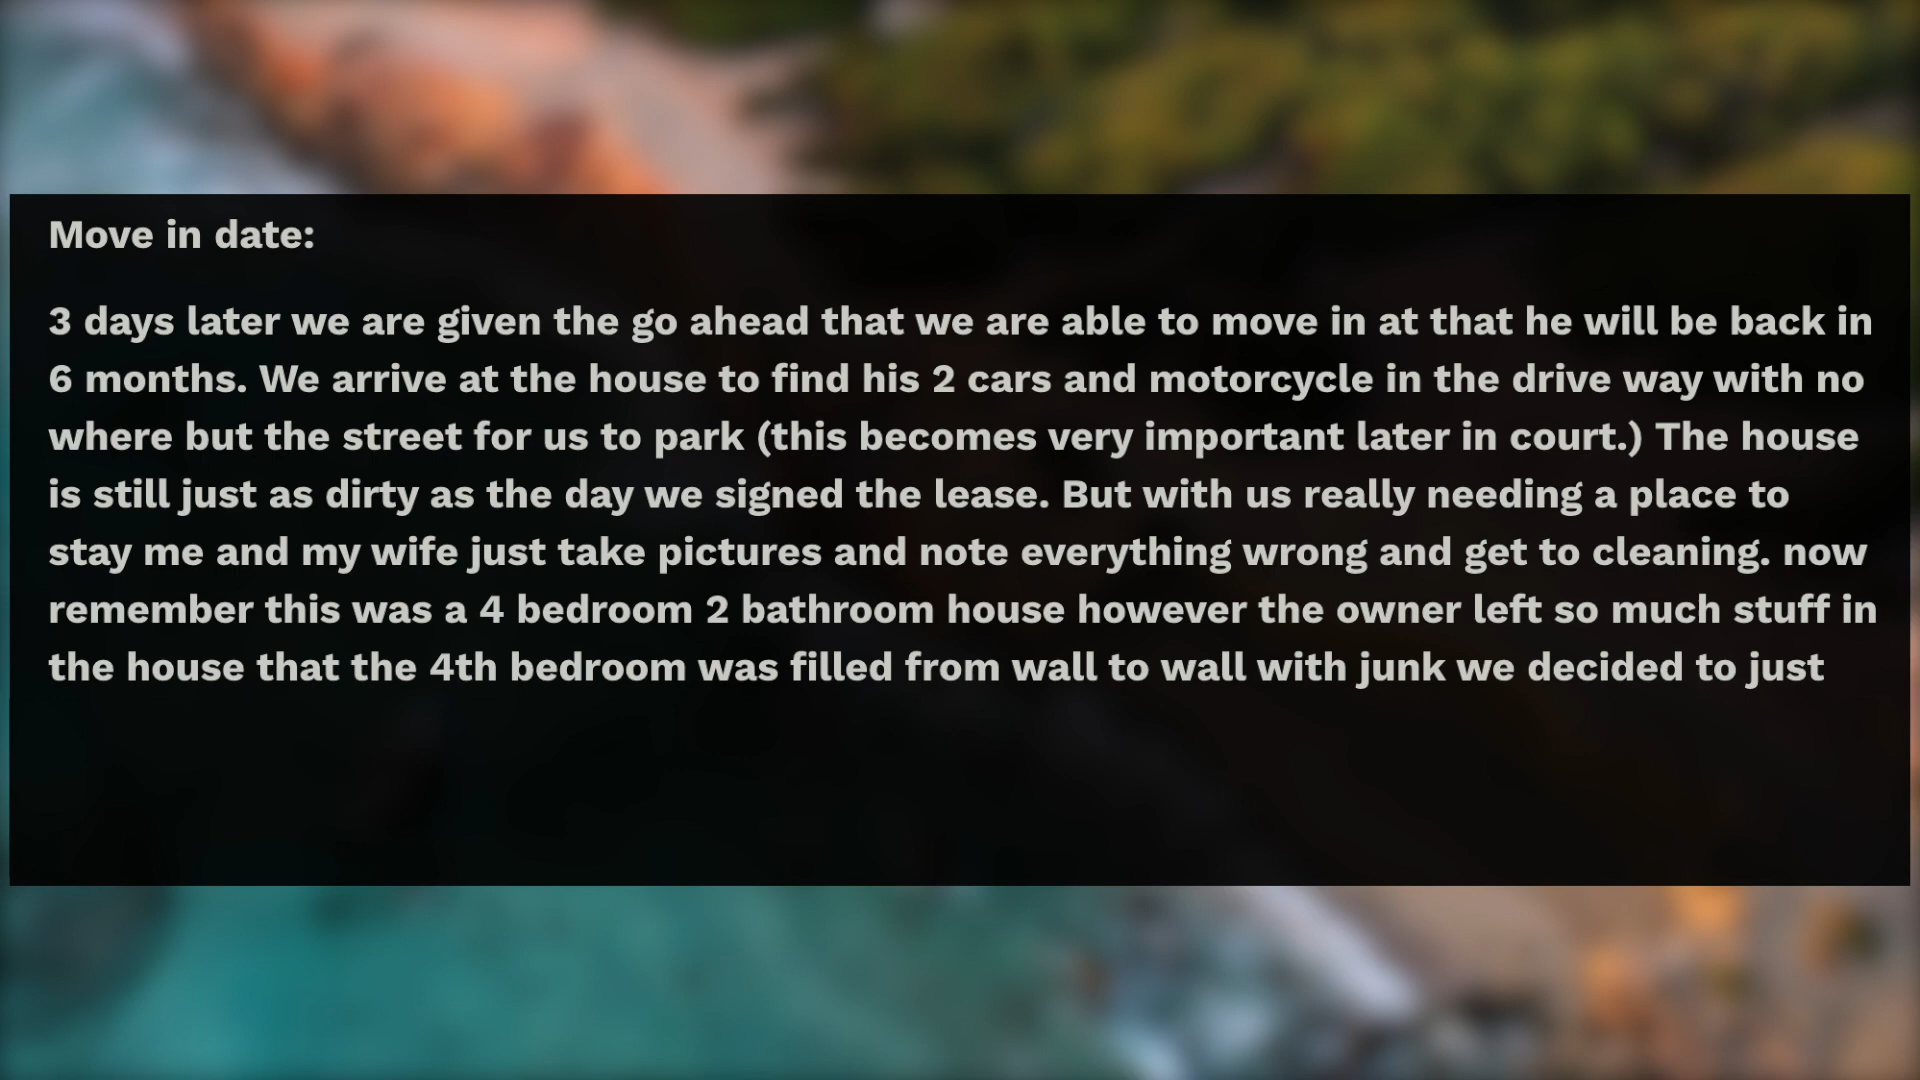 Move in date:
3 days later we are given the go ahead that we are able to move in at that he will be back in
6 months. We arrive at the house to find his 2 cars and motorcycle in the drive way with no
where but the street for us to park (this becomes very important later in court.) The house
is still just as dirty as the day we signed the lease. But with us really needing a place to
stay me and my wife just take pictures and note everything wrong and get to cleaning. now
remember this was a 4 bedroom 2 bathroom house however the owner left so much stuff in
the house that the 4th bedroom was filled from wall to wall with junk we decided to just